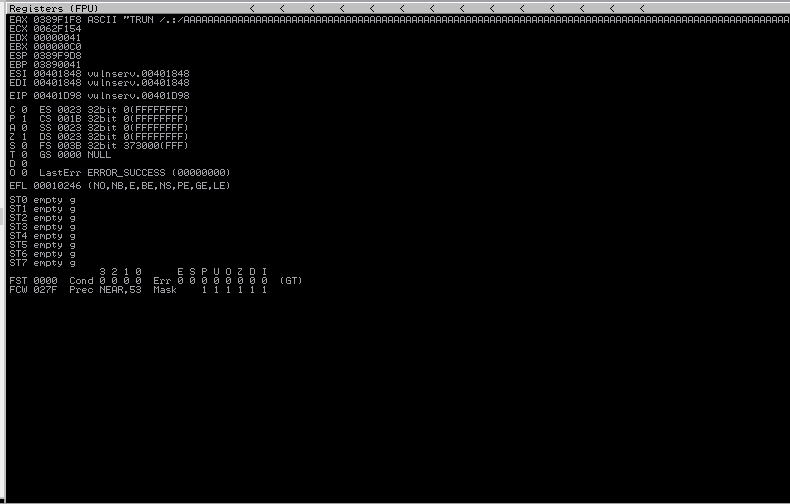 Registers (FPU) < < < < < < < < < < < < < <
EAX 0389F1F8 ASCII "TRUN /.:/AAAAAAAAAAAAAAAAAAAAAAAAAAAAAAAAAAAAAAAAAAAAAAAAAAAAAAAAAAAAAAAAAAAAAAAAAAAAAAAAAAAAAAAAAAAAA
ECX 0062F154
EDX 00000041
EBX 000000C0
ESP 0389F9D8
EBP 03890041
ESI 00401848 vulnserv.00401848
EDI 00401848 vulnserv.00401848
EIP 00401D98 vulnserv.00401D98
C 0 ES 0023 32bit 0(FFFFFFFF)
P 1 CS 001B 32bit 0(FFFFFFFF)
A 0 SS 0023 32bit 0(FFFFFFFF)
Z 1 DS 0023 32bit 0(FFFFFFFF)
S 0 FS 003B 32bit 373000(FFF)
T 0 GS 0000 NULL
D 0
O 0 LastErr ERROR_SUCCESS (00000000)
EFL 00010246 (NO,NB,E,BE,NS,PE,GE,LE)
ST0 empty g
ST1 empty g
ST2 empty g
ST3 empty g
ST4 empty g
ST5 empty g
ST6 empty g
ST7 empty g
3 2 1 0 E S P U O Z D I
FST 0000 Cond 0 0 0 0 Err 0 0 0 0 0 0 0 0 (GT)
FCW 027F Prec NEAR,53 Mask 1 1 1 1 1 1